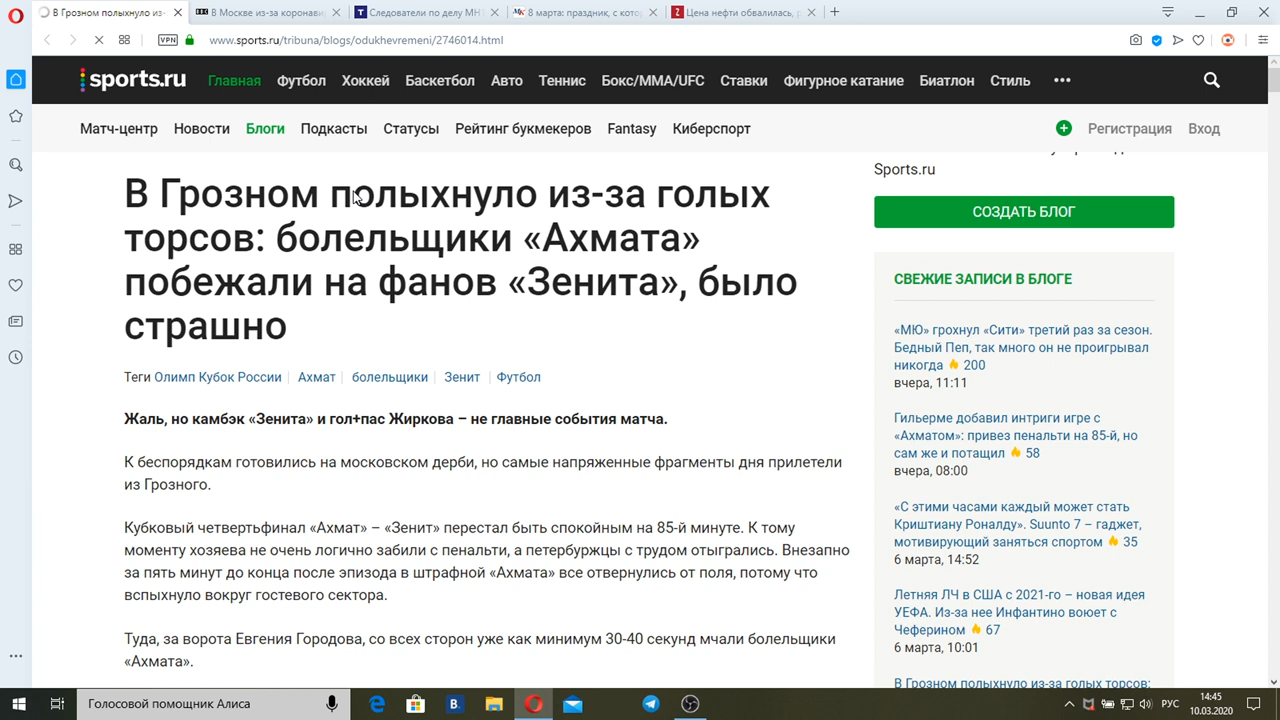 В Грозном полыхнуло из-
В Москве из-за коронави
Следователи по делу МН
8 марта: праздник, с кото
Цена нефти обвалилась, р
VPN
www.sports.ru/tribuna/blogs/odukhevremeni/2746014.html
sports.ru
Главная Футбол Хоккей Баскетбол Авто Теннис Бокс/MMA/UFC Ставки Фигурное катание Биатлон Стиль •••
Матч-центр Новости Блоги Подкасты Статусы Рейтинг букмекеров Fantasy Киберспорт
Регистрация Вход
В Грозном полыхнуло из-за голых
торсов: болельщики «Ахмата»
побежали на фанов «Зенита», было
страшно
Теги Олимп Кубок России Ахмат болельщики Зенит Футбол
Жаль, но камбэк «Зенита» и гол+пас Жиркова – не главные события матча.
К беспорядкам готовились на московском дерби, но самые напряженные фрагменты дня прилетели
из Грозного.
Кубковый четвертьфинал «Ахмат» – «Зенит» перестал быть спокойным на 85-й минуте. К тому
моменту хозяева не очень логично забили с пенальти, а петербуржцы с трудом отыгрались. Внезапно
за пять минут до конца после эпизода в штрафной «Ахмата» все отвернулись от поля, потому что
вспыхнуло вокруг гостевого сектора.
Туда, за ворота Евгения Городова, со всех сторон уже как минимум 30-40 секунд мчали болельщики
«Ахмата».
Sports.ru
СОЗДАТЬ БЛОГ
СВЕЖИЕ ЗАПИСИ В БЛОГЕ
«МЮ» грохнул «Сити» третий раз за сезон.
Бедный Пеп, так много он не проигрывал
никогда 200
вчера, 11:11
Гильерме добавил интриги игре с
«Ахматом»: привез пенальти на 85-й, но
сам же и потащил 58
вчера, 08:00
«С этими часами каждый может стать
Криштиану Роналду». Suunto 7 – гаджет,
мотивирующий заняться спортом 35
6 марта, 14:52
Летняя ЛЧ в США с 2021-го – новая идея
УЕФА. Из-за нее Инфантино воюет с
Чеферином 67
6 марта, 10:01
В Грозном полыхнуло из-за голых торсов:
Голосовой помощник Алиса
РУС
14:45
10.03.2020